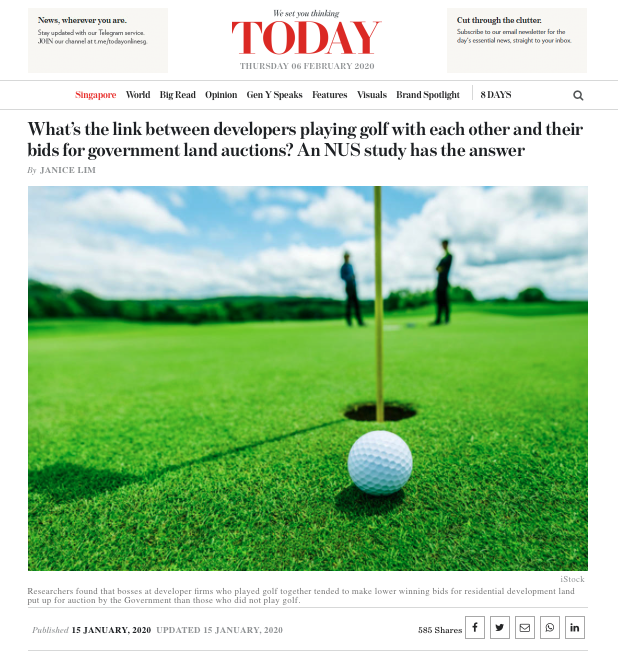 News, wherever you are.
Stay updated with our Telegram service.
JOIN our channel at t.me/todayonlinesg.
We set you thinking
TODAY
THURSDAY 06 FEBRUARY 2020
Cut through the clutter.
Subscribe to our email newsletter for the
day's essential news, straight to your inbox.
Singapore World Big Read Opinion Gen Y Speaks Features Visuals Brand Spotlight 8 DAYS
What's the link between developers playing golf with each other and their
bids for government land auctions? An NUS study has the answer
By JANICE LIM
iStock
Researchers found that bosses at developer firms who played golf together tended to make lower winning bids for residential development land
put up for auction by the Government than those who did not play golf.
Published 15 JANUARY, 2020 UPDATED 15 JANUARY, 2020
585 Shares